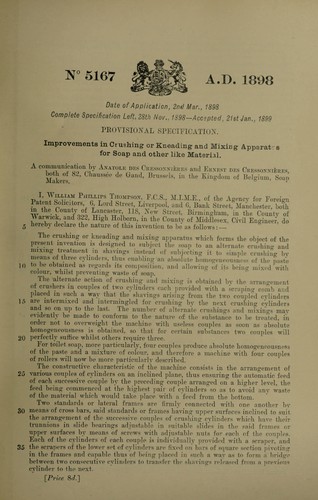 Nº 5167
A.D. 1898
Date of Application, 2nd Mar., 1898
Complete Specification Left, 28th Nov., 1898—Accepted, 21st Jan., 1899
PROVISIONAL SPECIFICATION.
Improvements in Crushing or Kneading and Mixing Apparatus
for Soap and other like Material.
A communication by ANATOLE DES CRESSONNIÈRES and ERNEST DES CRESSONNIÈRES,
both of 82, Chaussée de Gand, Brussels, in the Kingdom of Belgium, Soap
Makers.
I, WILLIAM PHILLIPS THOMPSON, F.C.S., M.I.M.E., of the Agency for Foreign
Patent Solicitors, 6, Lord Street, Liverpool, and 6, Bank Street, Manchester, both
in the County of Lancaster, 118, New Street, Birmingham, in the County of
Warwick, and 322, High Holborn, in the County of Middlesex, Civil Engineer, do
5 hereby declare the nature of this invention to be as follows:—
The crushing or kneading and mixing apparatus which forms the object of the
present invention is designed to subject the soap to an alternate crushing and
mixing treatment in shavings instead of subjecting it to simple crushing by
means of three cylinders, thus enabling an absolute homogeneousness of the paste
10 to be obtained as regards its composition, and allowing of its being mixed with
colour, whilst preventing waste of soap.
The alternate action of crushing and mixing is obtained by the arrangement
of crushers in couples of two cylinders each provided with a scraping comb and
placed in such a way that the shavings arising from the two coupled cylinders
15 are intermixed and intermingled for crushing by the next crushing cylinders
and so on up to the last. The number of alternate crushings and mixings may
evidently be made to conform to the nature of the substance to be treated, in
order not to overweight the machine with useless couples as soon as absolute
homogeneousness is obtained, so that for certain substances two couples will
20 perfectly suffice whilst others require three.
For toilet soap, more particularly, four couples produce absolute homogeneousness
of the paste and a mixture of colour, and therefore a machine with four couples
of rollers will now be more particularly described.
The constructive characteristic of the machine consists in the arrangement of
25 various couples of cylinders on an inclined plane, thus ensuring the automatic feed
of each successive couple by the preceding couple arranged on a higher level, the
feed being commenced at the highest pair of cylinders so as to avoid any waste
of the material which would take place with a feed from the bottom.
Two standards or lateral frames are firmly connected with one another by
30 means of cross bars, said standards or frames having upper surfaces inclined to suit
the arrangement of the successive couples of crushing cylinders which have their
trunnions in slide bearings adjustable in suitable slides in the said frames or
upper surfaces by means of screws with adjustable nuts for each of the couples.
Each of the cylinders of each couple is individually provided with a scraper, and
35 the scrapers of the lower set of cylinders are fixed on bars of square section pivoting
in the frames and capable thus of being placed in such a way as to form a bridge
between two consecutive cylinders to transfer the shavings released from a previous
cylinder to the next.
[Price 8d.]